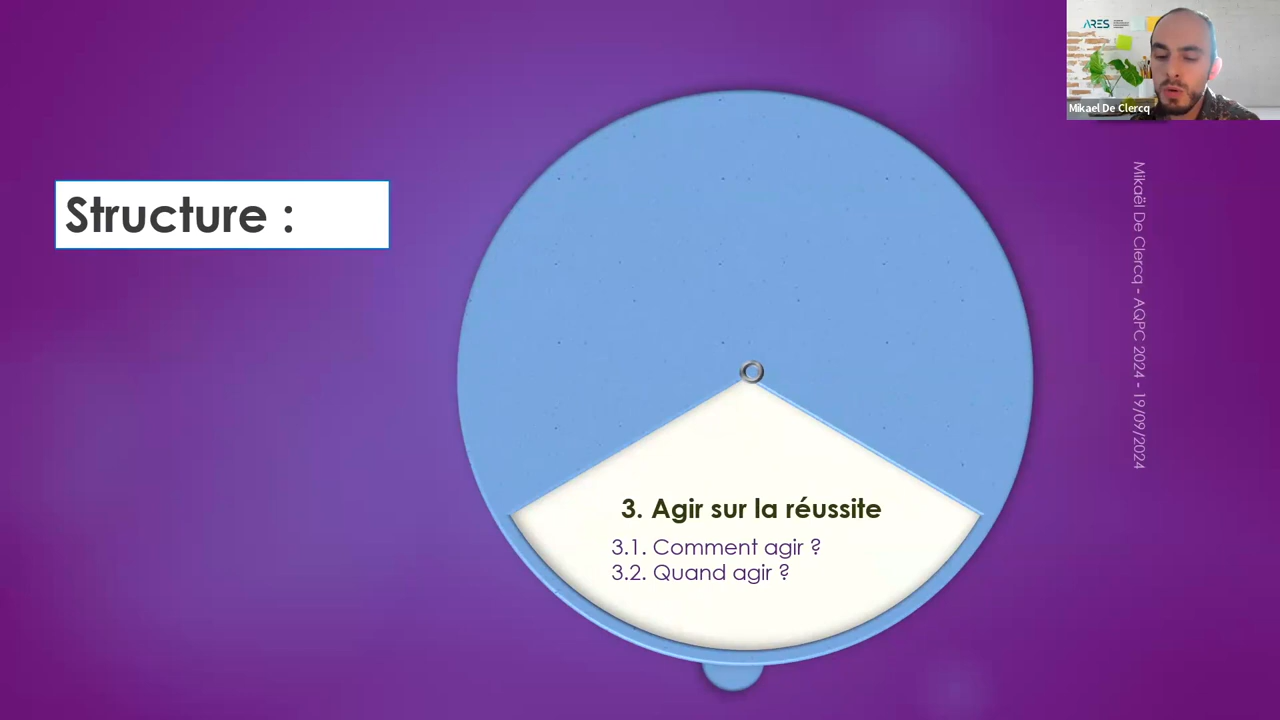 ARES
Mikael De Clercq
Structure :
Mikaël De Clercq - AQPC 2024 - 19/09/2024
3. Agir sur la réussite
3.1. Comment agir ?
3.2. Quand agir ?